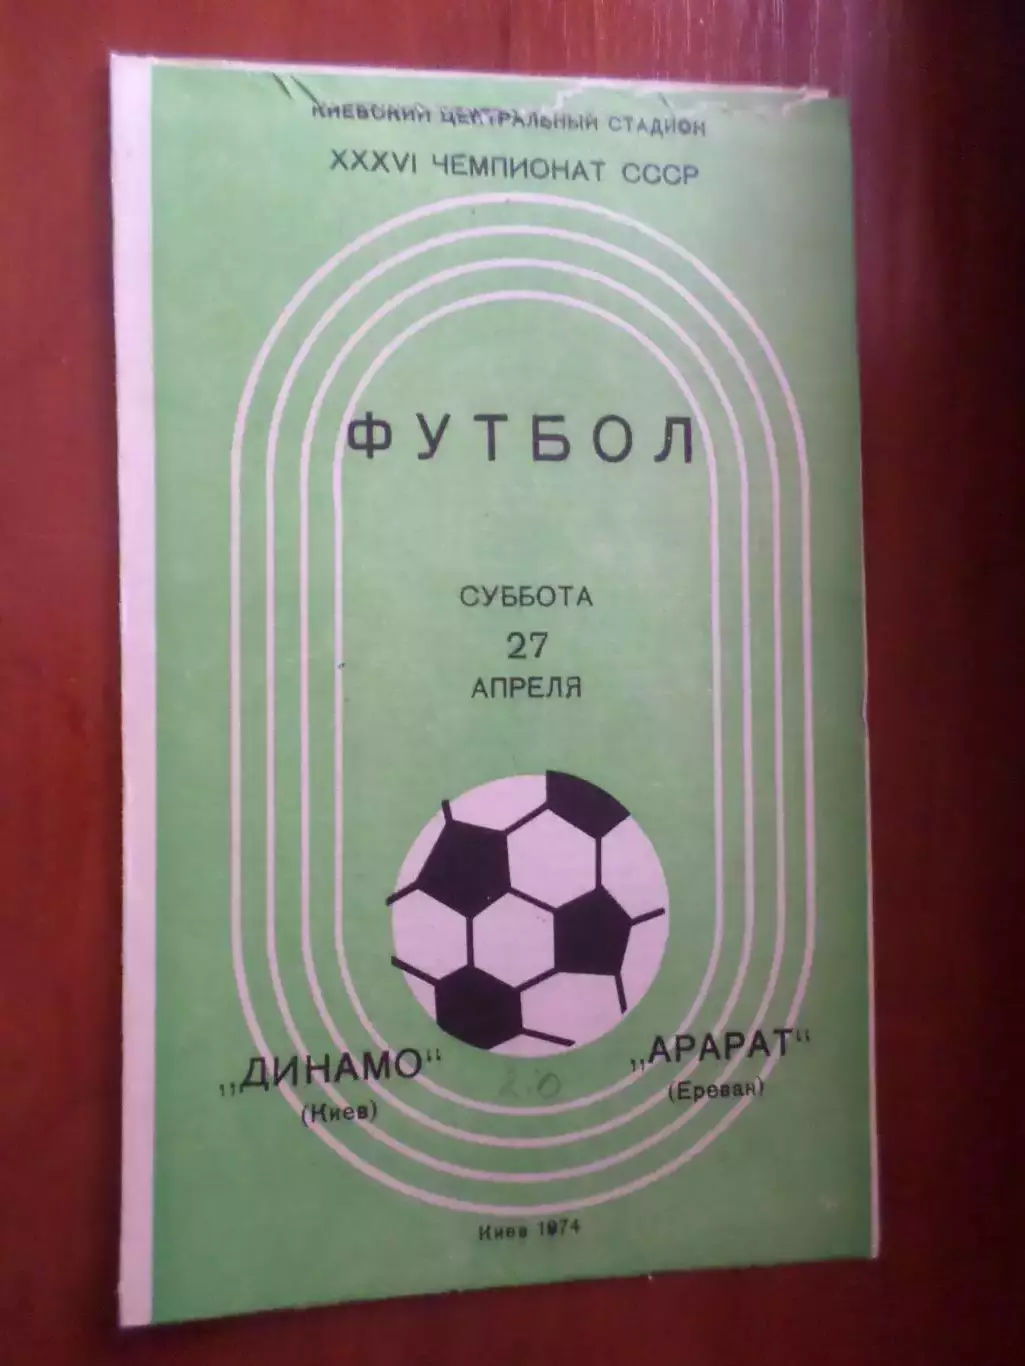 КИЕВСКИЙ ЦЕНТРАЛЬНЫЙ СТАДИОН
XXXVI ЧЕМПИОНАТ СССР
ФУТБОЛ
СУББОТА
27
АПРЕЛЯ
„ДИНАМО“
(Киев)
2:0
„АРАРАТ“
(Ереван)
Киев 1974